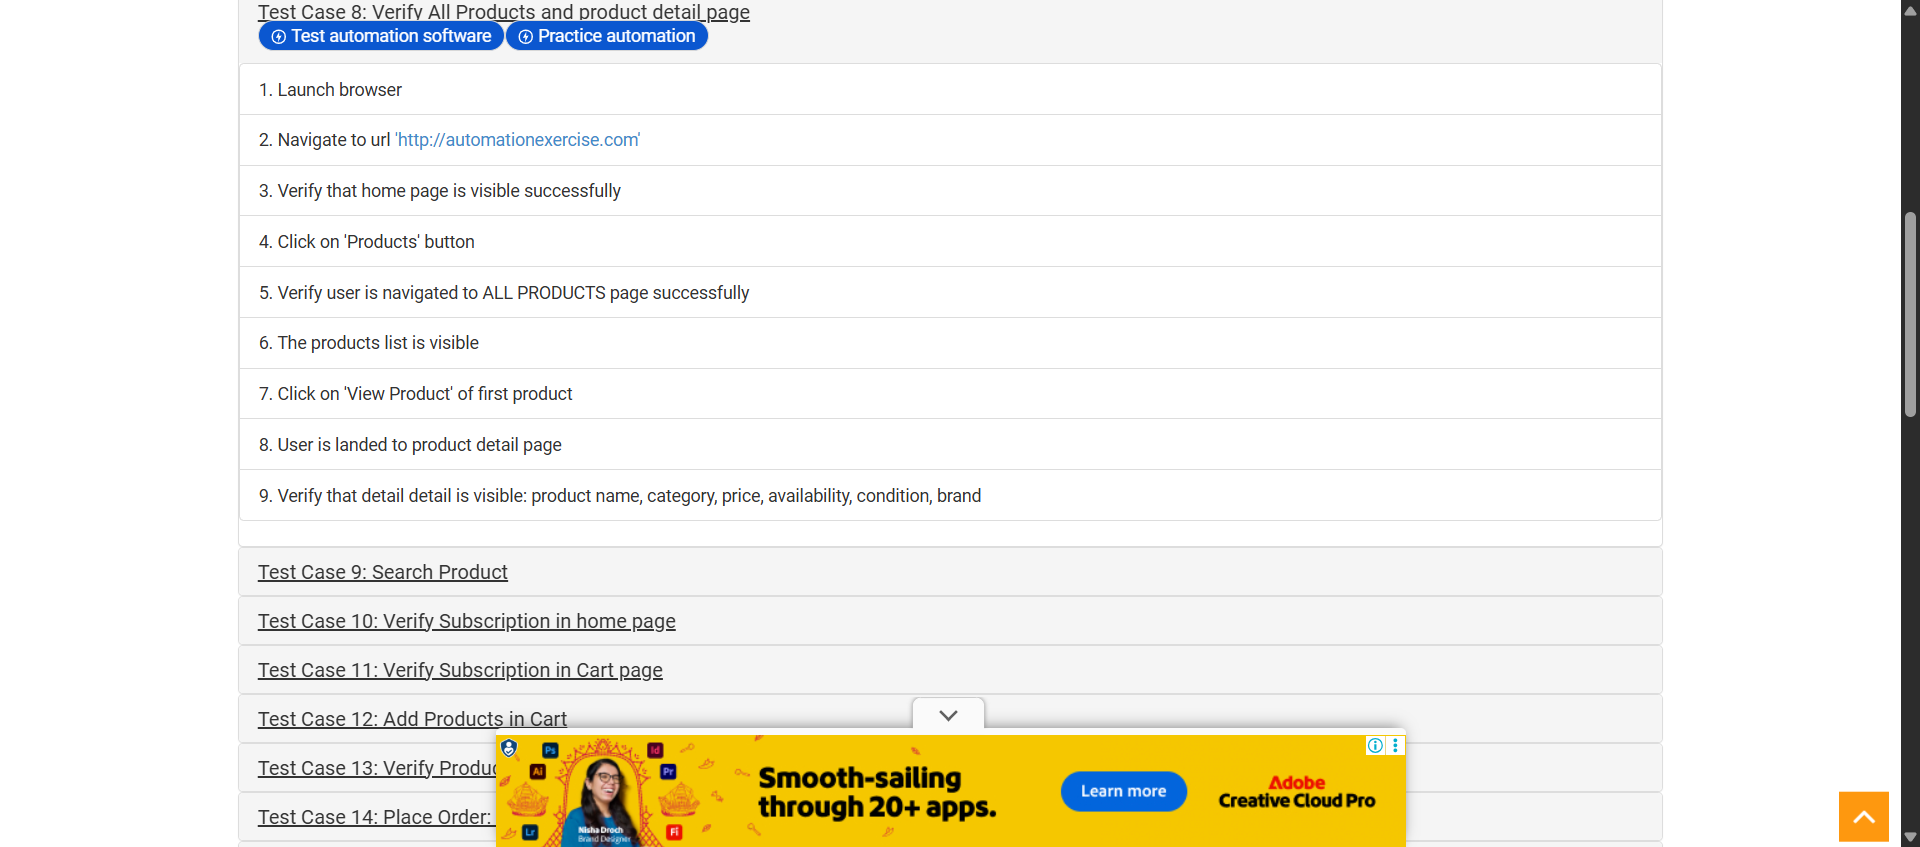 Test Case 8: Verify All Products and product detail page
Test automation software
Practice automation
1. Launch browser
2. Navigate to url 'http://automationexercise.com'
3. Verify that home page is visible successfully
4. Click on 'Products' button
5. Verify user is navigated to ALL PRODUCTS page successfully
6. The products list is visible
7. Click on 'View Product' of first product
8. User is landed to product detail page
9. Verify that detail detail is visible: product name, category, price, availability, condition, brand
Test Case 9: Search Product
Test Case 10: Verify Subscription in home page
Test Case 11: Verify Subscription in Cart page
Test Case 12: Add Products in Cart
Test Case 13: Verify Produc
Test Case 14: Place Order:
Ps
Id
Ai
Pr
Lr
Fl
Nisha Droch
Brand Designer
Smooth-sailing
through 20+ apps.
Learn more
Adobe
Creative Cloud Pro